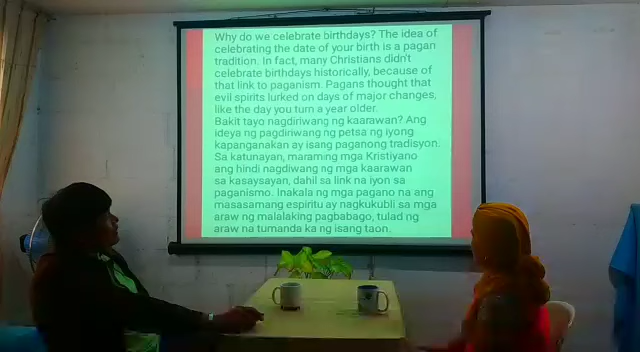 Why do we celebrate birthdays? The idea of
celebrating the date of your birth is a pagan
tradition. In fact, many Christians didn't
celebrate birthdays historically, because of
that link to paganism. Pagans thought that
evil spirits lurked on days of major changes,
like the day you turn a year older.
Bakit tayo nagdiriwang ng kaarawan? Ang
ideya ng pagdiriwang ng petsa ng iyong
kapanganakan ay isang paganong tradisyon.
Sa katunayan, maraming mga Kristiyano
ang hindi nagdiwang ng mga kaarawan
sa kasaysayan, dahil sa link na iyon sa
paganismo. Inakala ng mga pagano na ang
masasamang espiritu ay nagkukubli sa mga
araw ng malalaking pagbabago, tulad ng
araw na tumanda ka ng isang taon.